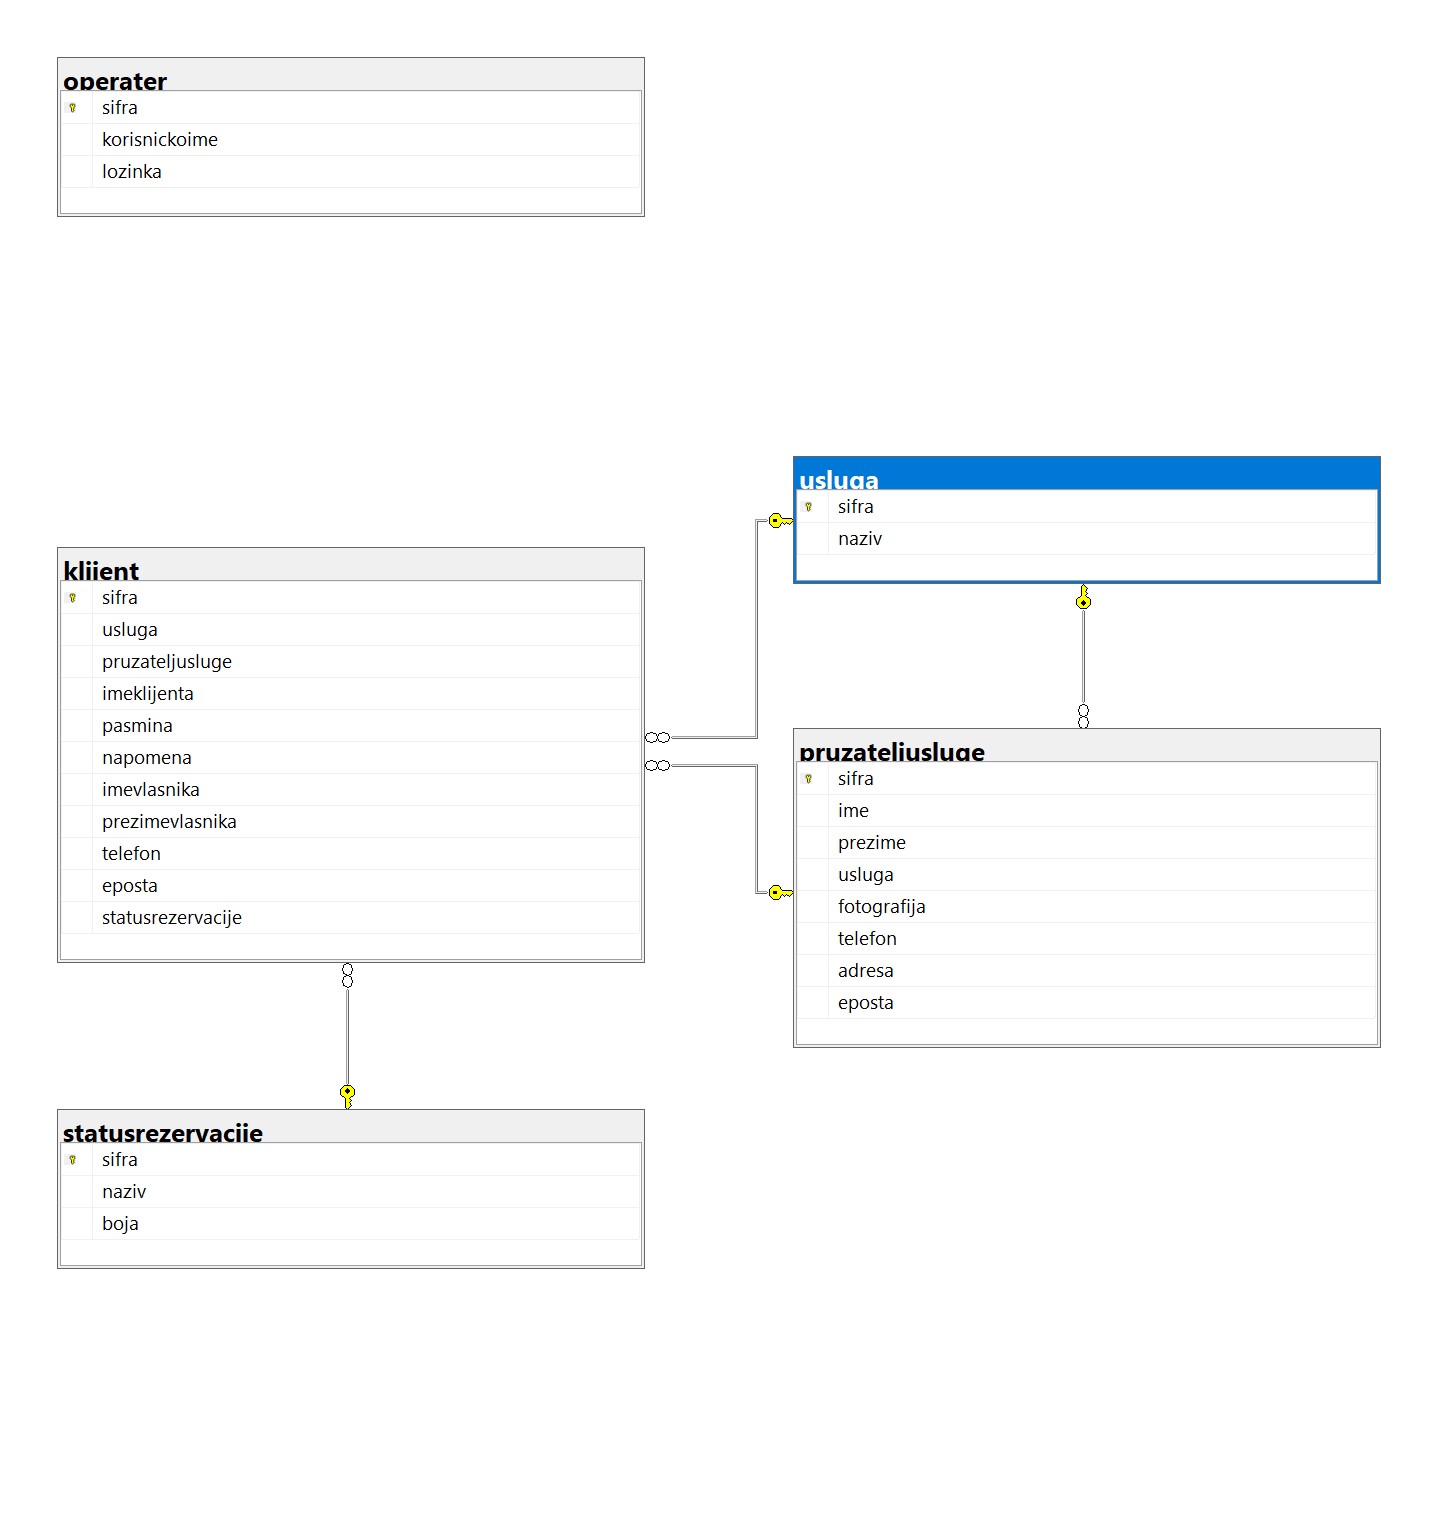 operater
sifra
korisnickoime
lozinka
klijent
sifra
usluga
pruzateljusluge
imeklijenta
pasmina
napomena
imevlasnika
prezimevlasnika
telefon
eposta
statusrezervacije
usluga
sifra
naziv
pruzateljusluge
sifra
ime
prezime
usluga
fotografija
telefon
adresa
eposta
statusrezervacije
sifra
naziv
boja